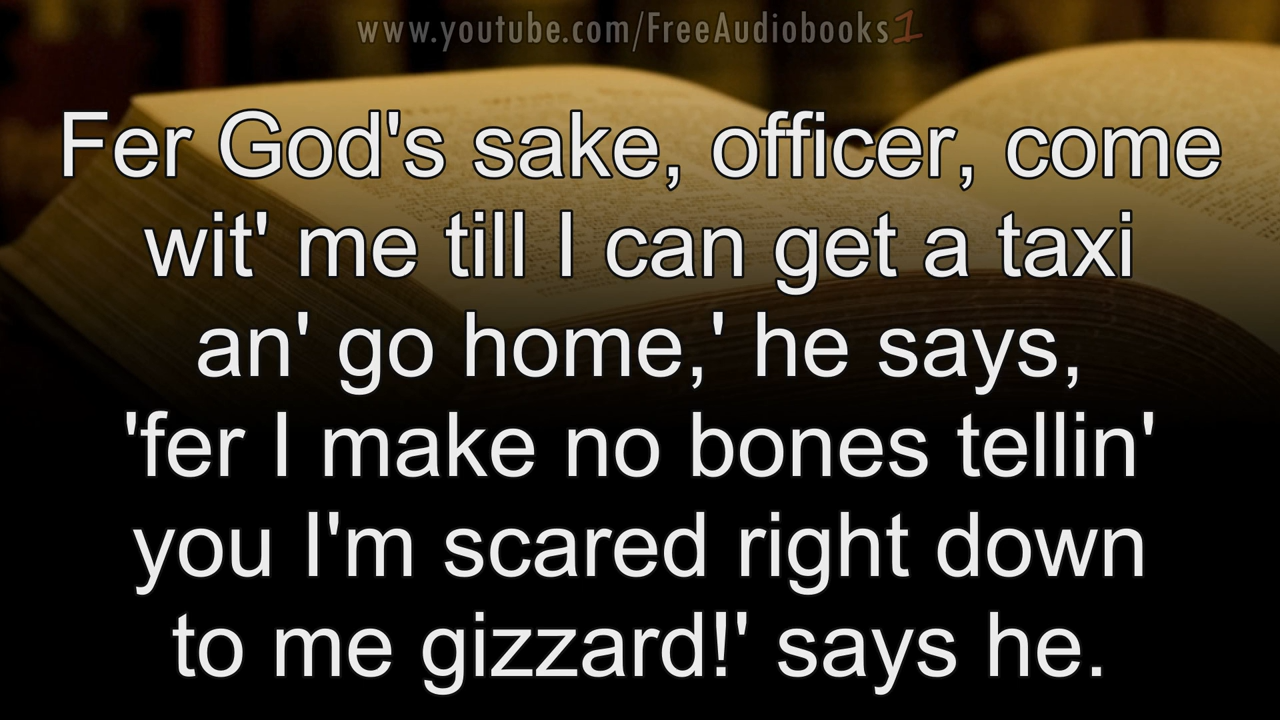 www.youtube.com/FreeAudiobooks1
Fer God's sake, officer, come
wit' me till I can get a taxi
an' go home,' he says,
'fer I make no bones tellin'
you I'm scared right down
to me gizzard!' says he.